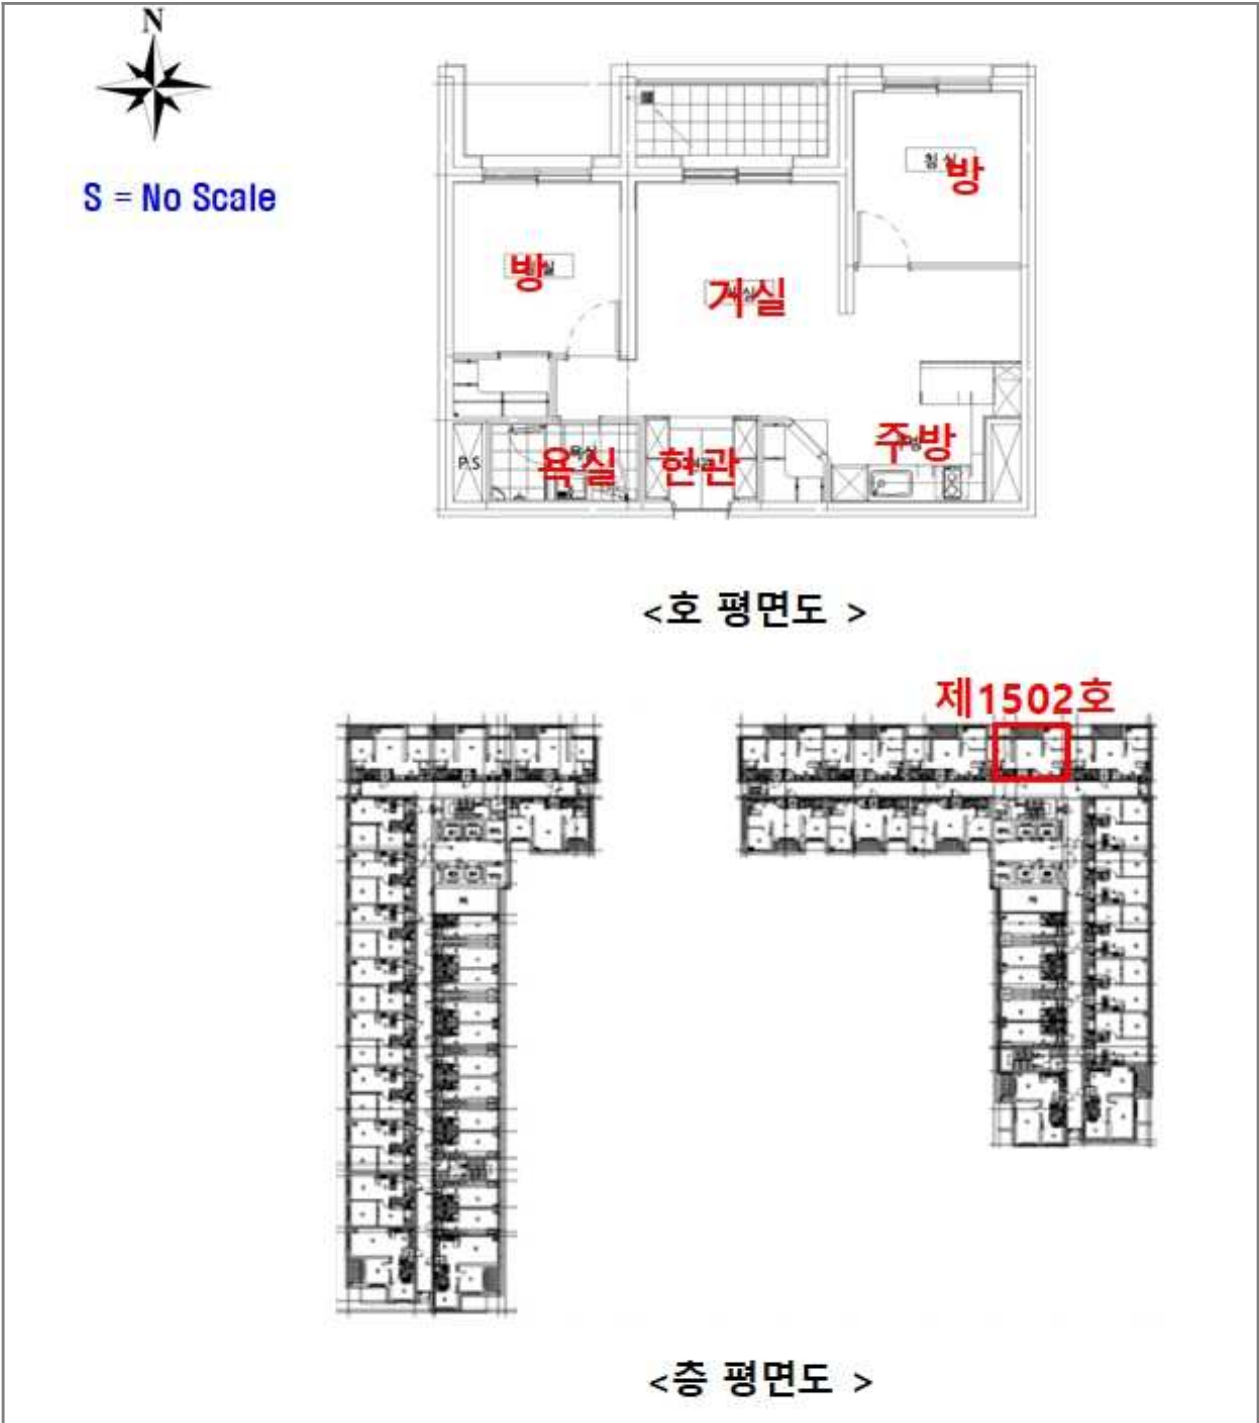 N
S = No Scale
방
방
거실
주방
P.S
욕실
현관
<호 평면도 >
제1502호
<층 평면도 >